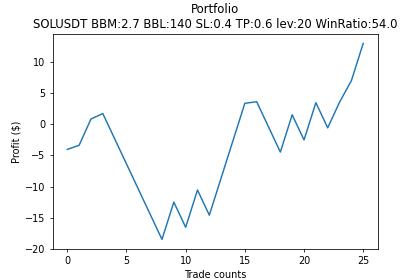 Portfolio
SOLUSDT BBM:2.7 BBL:140 SL:0.4 TP:0.6 lev:20 WinRatio:54.0
10
5
0
−5
−10
−15
−20
Profit ($)
0 5 10 15 20 25
Trade counts